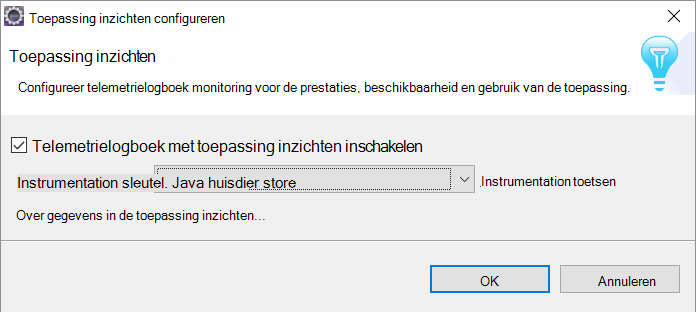 Toepassing inzichten configureren
Toepassing inzichten
Configureer telemetrielogboek monitoring voor de prestaties, beschikbaarheid en gebruik van de toepassing.
Telemetrielogboek met toepassing inzichten inschakelen
Instrumentation sleutel. Java huisdier store Instrumentation toetsen
Over gegevens in de toepassing inzichten...
OK Annuleren